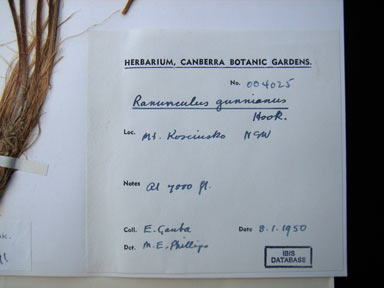 HERBARIUM, CANBERRA BOTANIC GARDENS.
No. 004025
Ranunculus gunnianus
Hook.
Loc. Mt. Kosciusko NSW
Notes At 7000 ft.
Coll. E. Gauba Date 8.1.1950
Det. M. E. Phillips
IBIS
DATABASE